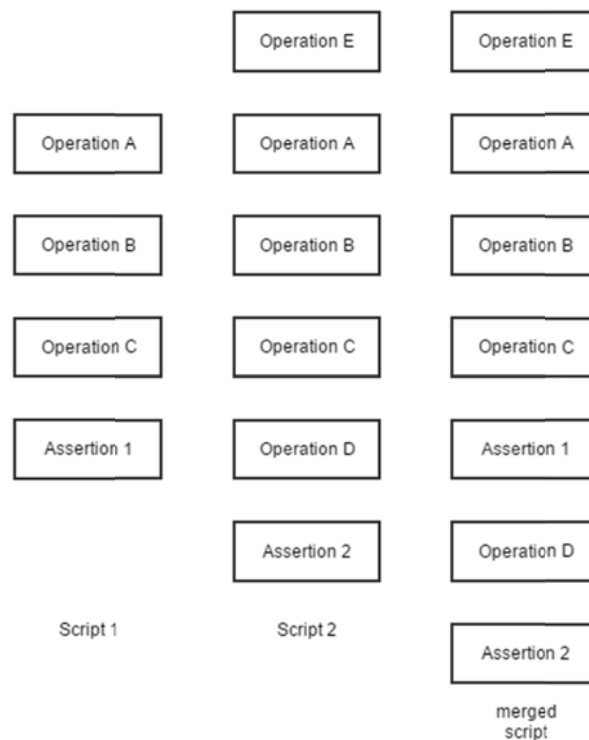 Operation E
Operation E
Operation A
Operation A
Operation A
Operation B
Operation B
Operation B
Operation C
Operation C
Operation C
Assertion 1
Operation D
Assertion 1
Assertion 2
Operation D
Script 1
Script 2
Assertion 2
merged
script